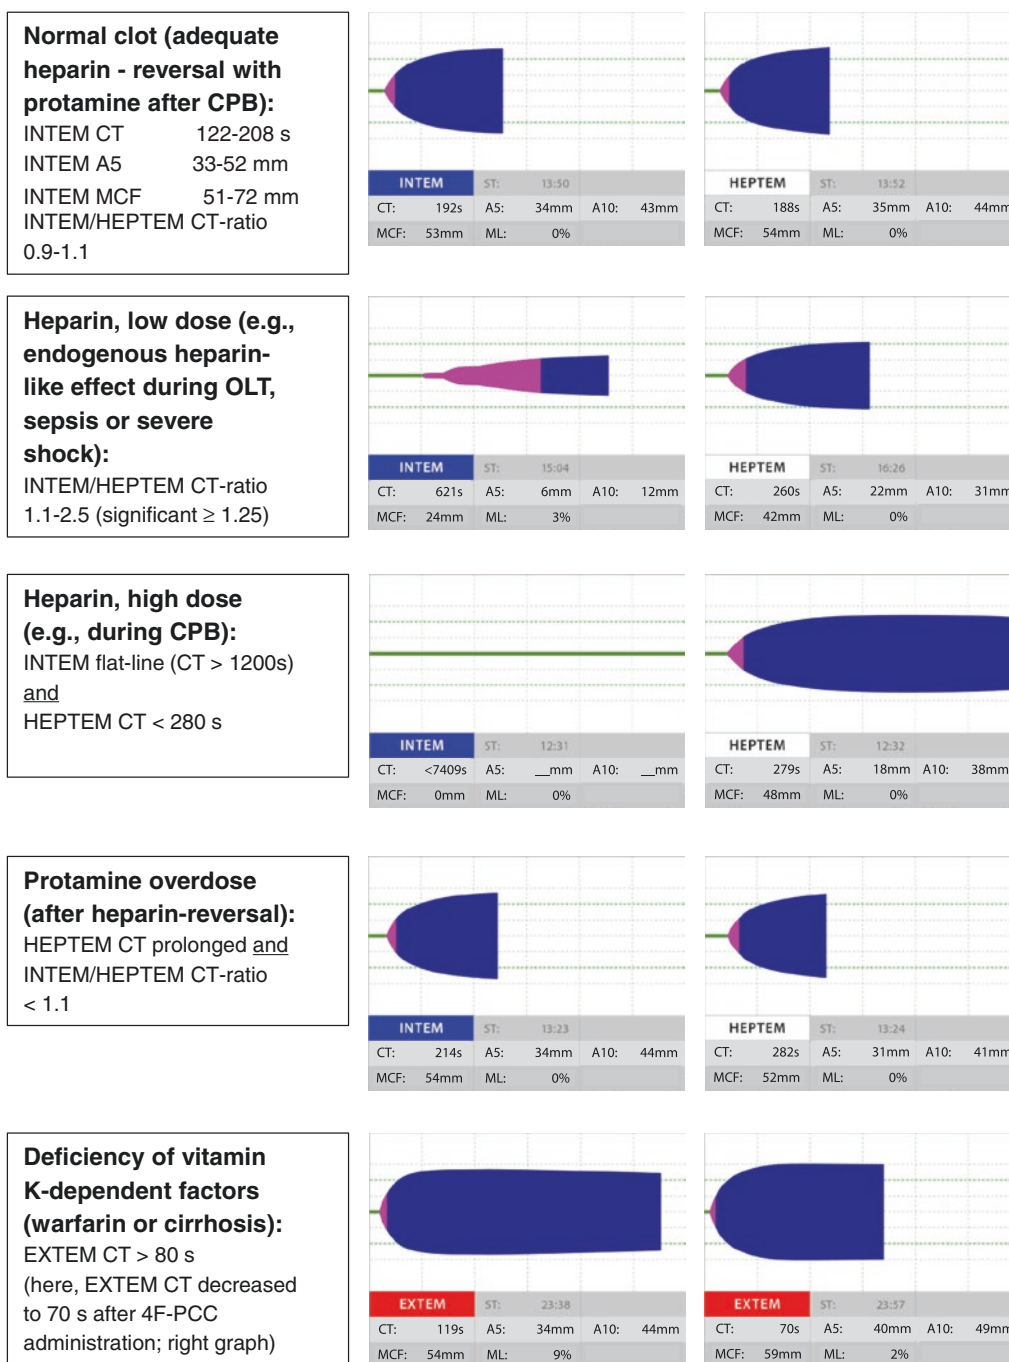 Normal clot (adequate
heparin - reversal with
protamine after CPB):
INTEM CT 122-208 s
INTEM A5 33-52 mm
INTEM MCF 51-72 mm
INTEM/HEPTEM CT-ratio
0.9-1.1
INTEM ST: 13:50
CT: 192s A5: 34mm A10: 43mm
MCF: 53mm ML: 0%
HEPTEM ST: 13:52
CT: 188s A5: 35mm A10: 44mm
MCF: 54mm ML: 0%
Heparin, low dose (e.g.,
endogenous heparin-
like effect during OLT,
sepsis or severe
shock):
INTEM/HEPTEM CT-ratio
1.1-2.5 (significant ≥ 1.25)
INTEM ST: 15:04
CT: 621s A5: 6mm A10: 12mm
MCF: 24mm ML: 3%
HEPTEM ST: 16:26
CT: 260s A5: 22mm A10: 31mm
MCF: 42mm ML: 0%
Heparin, high dose
(e.g., during CPB):
INTEM flat-line (CT > 1200s)
and
HEPTEM CT < 280 s
INTEM ST: 12:31
CT: <7409s A5: __mm A10: __mm
MCF: 0mm ML: 0%
HEPTEM ST: 12:32
CT: 279s A5: 18mm A10: 38mm
MCF: 48mm ML: 0%
Protamine overdose
(after heparin-reversal):
HEPTEM CT prolonged and
INTEM/HEPTEM CT-ratio
< 1.1
INTEM ST: 13:23
CT: 214s A5: 34mm A10: 44mm
MCF: 54mm ML: 0%
HEPTEM ST: 13:24
CT: 282s A5: 31mm A10: 41mm
MCF: 52mm ML: 0%
Deficiency of vitamin
K-dependent factors
(warfarin or cirrhosis):
EXTEM CT > 80 s
(here, EXTEM CT decreased
to 70 s after 4F-PCC
administration; right graph)
EXTEM ST: 23:38
CT: 119s A5: 34mm A10: 44mm
MCF: 54mm ML: 9%
EXTEM ST: 23:57
CT: 70s A5: 40mm A10: 49mm
MCF: 59mm ML: 2%